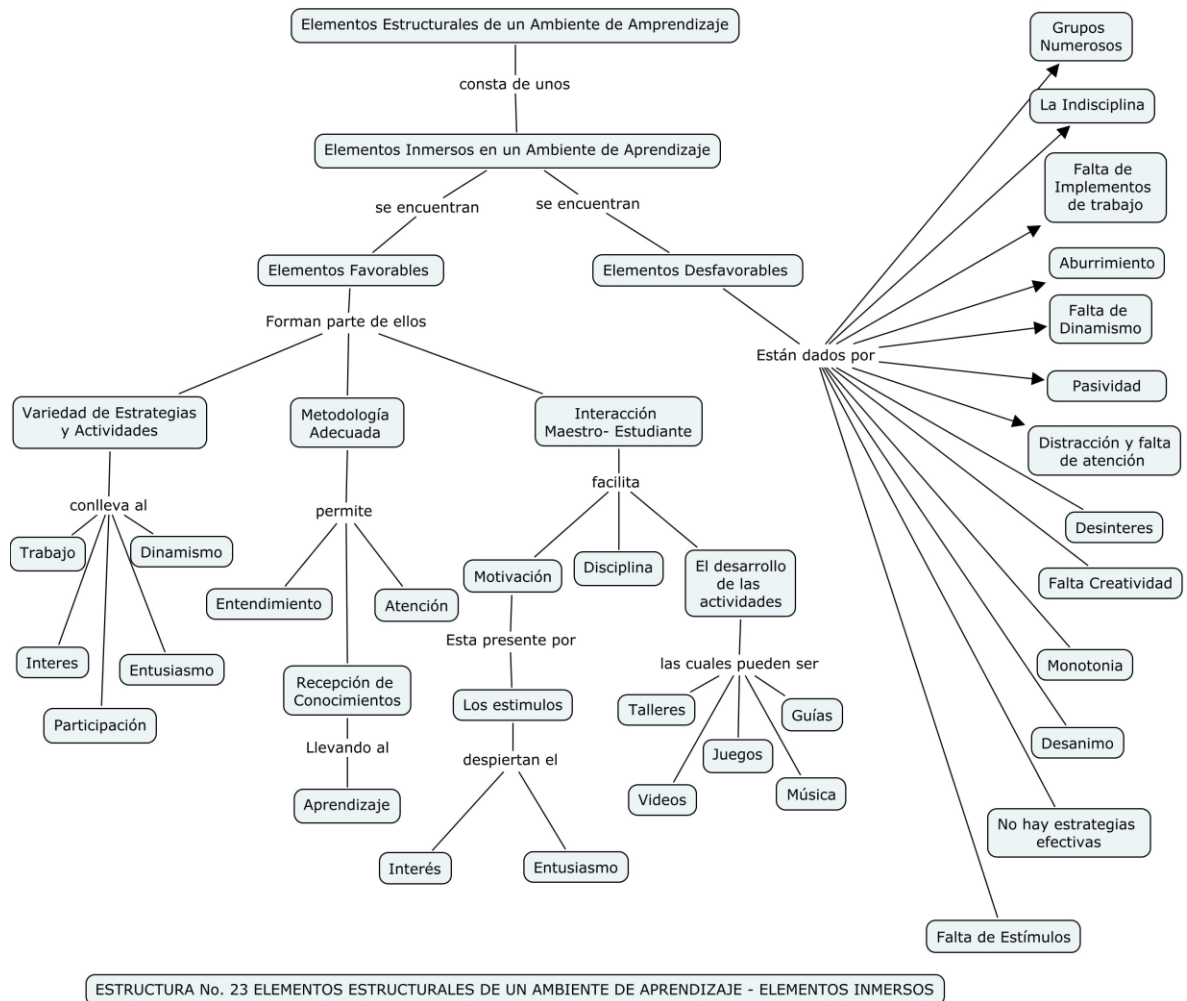 Elementos Estructurales de un Ambiente de Amprendizaje
consta de unos
Elementos Inmersos en un Ambiente de Aprendizaje
se encuentran
se encuentran
Elementos Favorables
Elementos Desfavorables
Forman parte de ellos
Variedad de Estrategias
y Actividades
conlleva al
Trabajo
Dinamismo
Interes
Entusiasmo
Participación
Metodología
Adecuada
permite
Entendimiento
Atención
Recepción de
Conocimientos
Llevando al
Aprendizaje
Interacción
Maestro- Estudiante
facilita
Motivación
Disciplina
El desarrollo
de las
actividades
Esta presente por
Los estimulos
despiertan el
Interés
Entusiasmo
las cuales pueden ser
Talleres
Guías
Juegos
Videos
Música
Están dados por
Grupos
Numerosos
La Indisciplina
Falta de
Implementos
de trabajo
Aburrimiento
Falta de
Dinamismo
Pasividad
Distracción y falta
de atención
Desinteres
Falta Creatividad
Monotonia
Desanimo
No hay estrategias
efectivas
Falta de Estímulos
ESTRUCTURA No. 23 ELEMENTOS ESTRUCTURALES DE UN AMBIENTE DE APRENDIZAJE - ELEMENTOS INMERSOS